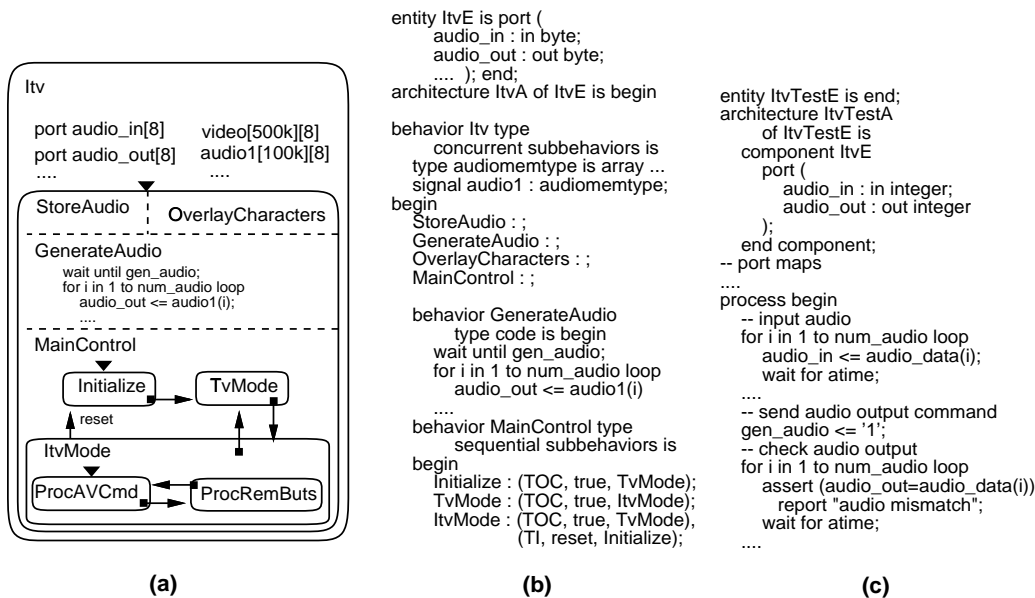 Itv
port audio_in[8]
port audio_out[8]
....
video[500k][8]
audio1[100k][8]
....
StoreAudio
OverlayCharacters
GenerateAudio
wait until gen_audio;
for i in 1 to num_audio loop
audio_out <= audio1(i);
....
MainControl
Initialize
TvMode
reset
ItvMode
ProcAVCmd
ProcRemButs
(a)
entity ItvE is port (
audio_in : in byte;
audio_out : out byte;
.... ); end;
architecture ItvA of ItvE is begin
behavior Itv type
concurrent subbehaviors is
type audiomemtype is array ...
signal audio1 : audiomemtype;
begin
StoreAudio : ;
GenerateAudio : ;
OverlayCharacters : ;
MainControl : ;
behavior GenerateAudio
type code is begin
wait until gen_audio;
for i in 1 to num_audio loop
audio_out <= audio1(i)
....
behavior MainControl type
sequential subbehaviors is
begin
Initialize : (TOC, true, TvMode);
TvMode : (TOC, true, ItvMode);
ItvMode : (TOC, true, TvMode),
(TI, reset, Initialize);
(b)
entity ItvTestE is end;
architecture ItvTestA
of ItvTestE is
component ItvE
port (
audio_in : in integer;
audio_out : out integer
);
end component;
-- port maps
....
process begin
-- input audio
for i in 1 to num_audio loop
audio_in <= audio_data(i);
wait for atime;
....
-- send audio output command
gen_audio <= '1';
-- check audio output
for i in 1 to num_audio loop
assert (audio_out=audio_data(i))
report "audio mismatch";
wait for atime;
....
(c)